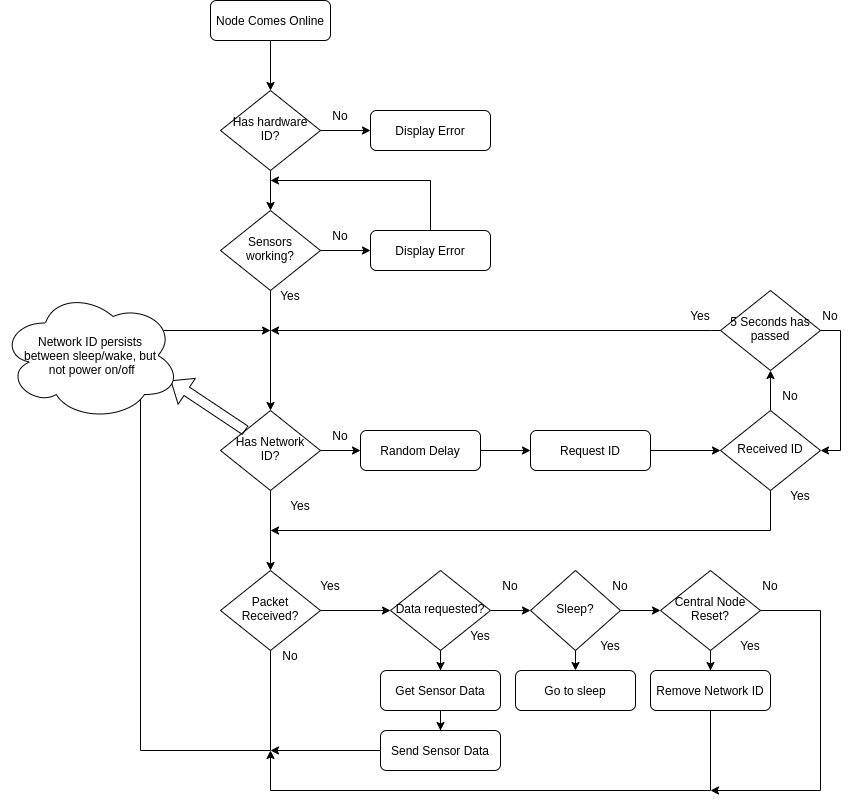 Node Comes Online
Has hardware
ID?
No
Display Error
Sensors
working?
No
Display Error
Yes
Network ID persists
between sleep/wake, but
not power on/off
Yes
5 Seconds has
passed
No
No
Has Network
ID?
No
Random Delay
Request ID
Received ID
Yes
Yes
Packet
Received?
Yes
Data requested?
No
Sleep?
No
Central Node
Reset?
No
No
Yes
Yes
Yes
Get Sensor Data
Go to sleep
Remove Network ID
Send Sensor Data